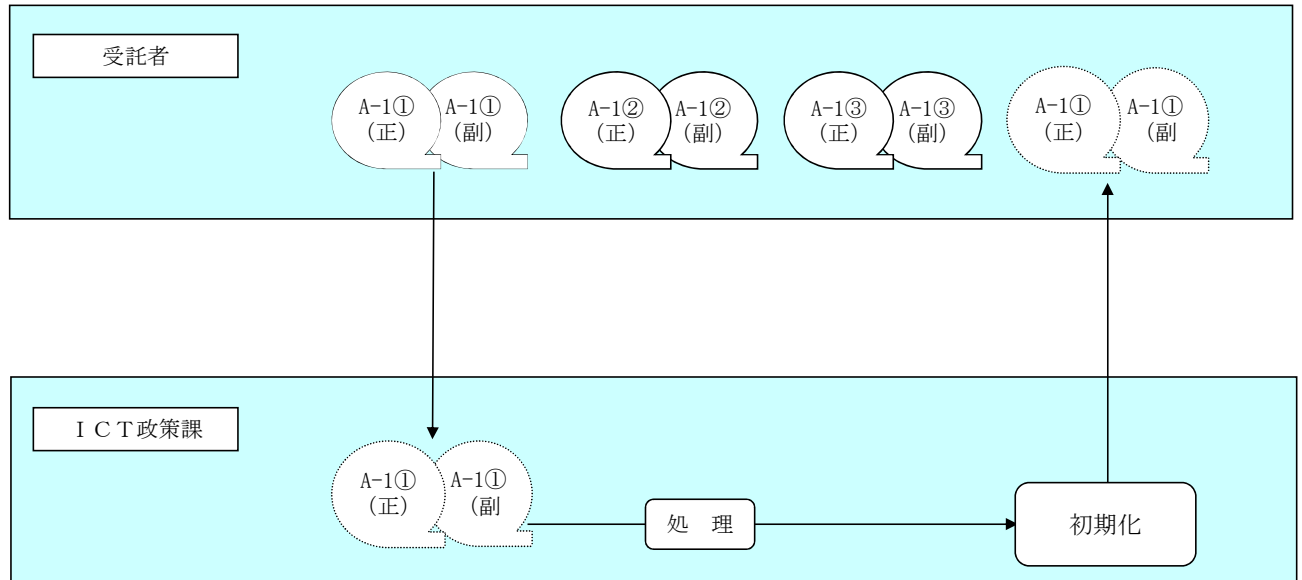 受託者
A-1①
(正)
A-1①
(副)
A-1②
(正)
A-1②
(副)
A-1③
(正)
A-1③
(副)
A-1①
(正)
A-1①
(副
ＩＣＴ政策課
A-1①
(正)
A-1①
(副
処　理
初期化